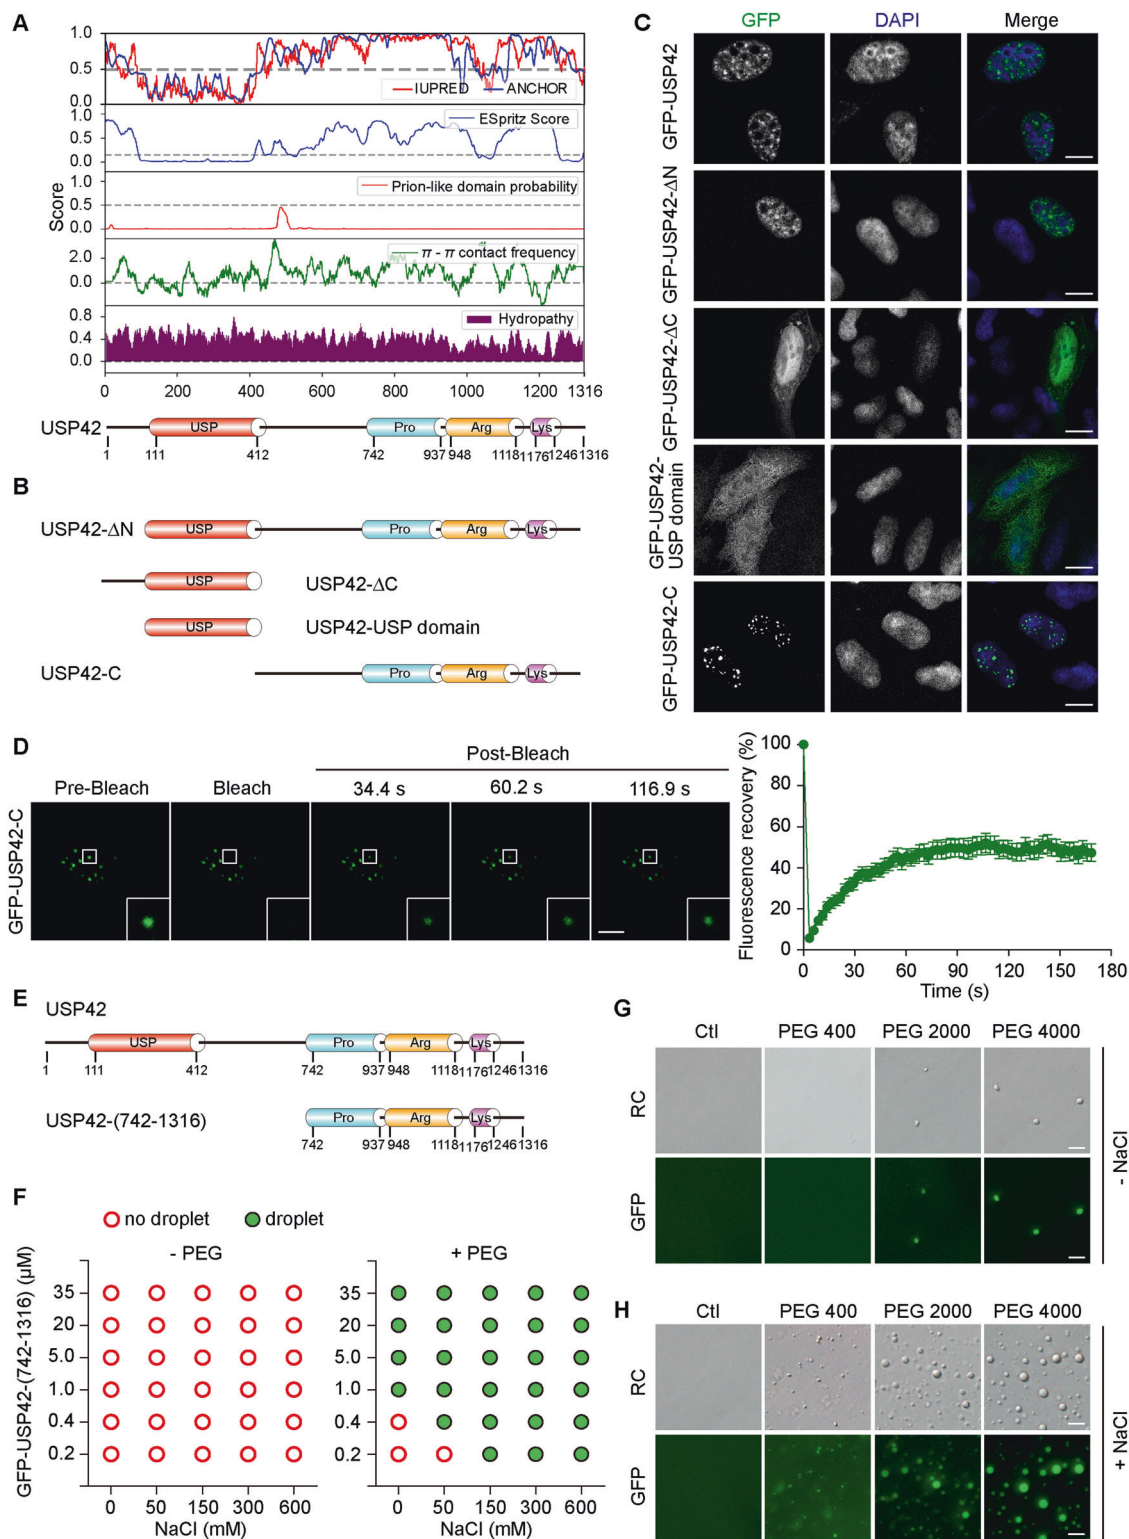 A
Score
1.0
0.5
0.0
IUPRED ANCHOR
1.0
0.5
0.0
ESpritz Score
1.0
0.5
0.0
Prion-like domain probability
2.0
0.0
π - π contact frequency
0.8
0.4
0.0
Hydropathy
0 200 400 600 800 1000 1200 1316
USP42 USP Pro Arg Lys
1 111 412 742 937 948 1118 1176 1246 1316
B
USP42-ΔN USP Pro Arg Lys
USP USP42-ΔC
USP USP42-USP domain
USP42-C Pro Arg Lys
C
GFP DAPI Merge
GFP-USP42
GFP-USP42-ΔN
GFP-USP42-ΔC
GFP-USP42-
USP domain
GFP-USP42-C
D
Post-Bleach
Pre-Bleach Bleach 34.4 s 60.2 s 116.9 s
GFP-USP42-C
Fluorescence recovery (%)
100
80
60
40
20
0
0 30 60 90 120 150 180
Time (s)
E
USP42
USP Pro Arg Lys
1 111 412 742 937 948 1118 1176 1246 1316
USP42-(742-1316) Pro Arg Lys
742 937 948 1118 1176 1246 1316
F
no droplet droplet
- PEG + PEG
GFP-USP42-(742-1316) (μM)
35 35
20 20
5.0 5.0
1.0 1.0
0.4 0.4
0.2 0.2
0 50 150 300 600 0 50 150 300 600
NaCl (mM) NaCl (mM)
G
Ctl PEG 400 PEG 2000 PEG 4000
RC
GFP
- NaCl
H
Ctl PEG 400 PEG 2000 PEG 4000
RC
GFP
+ NaCl